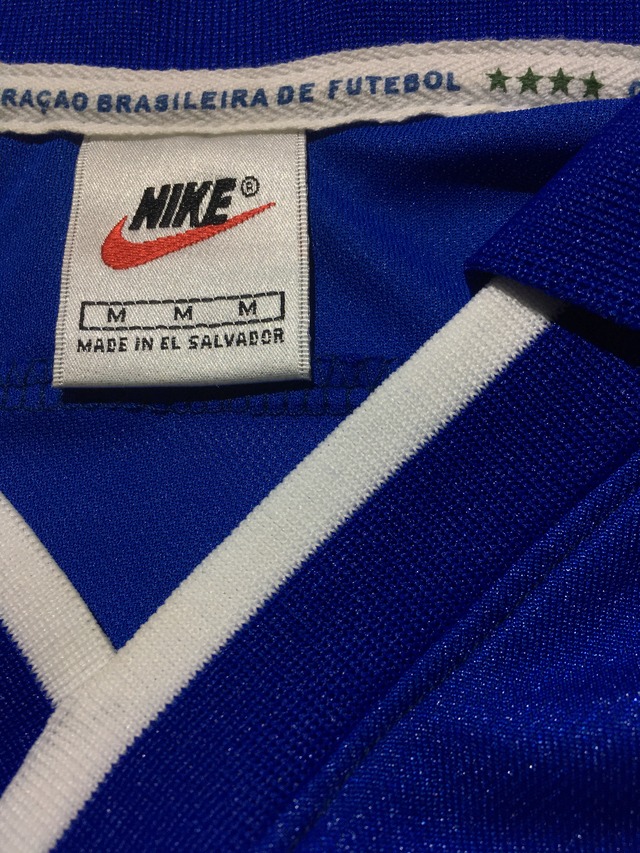 RAÇAO BRASILEIRA DE FUTEBOL ★★★★
NIKE®
M M M
MADE IN EL SALVADOR